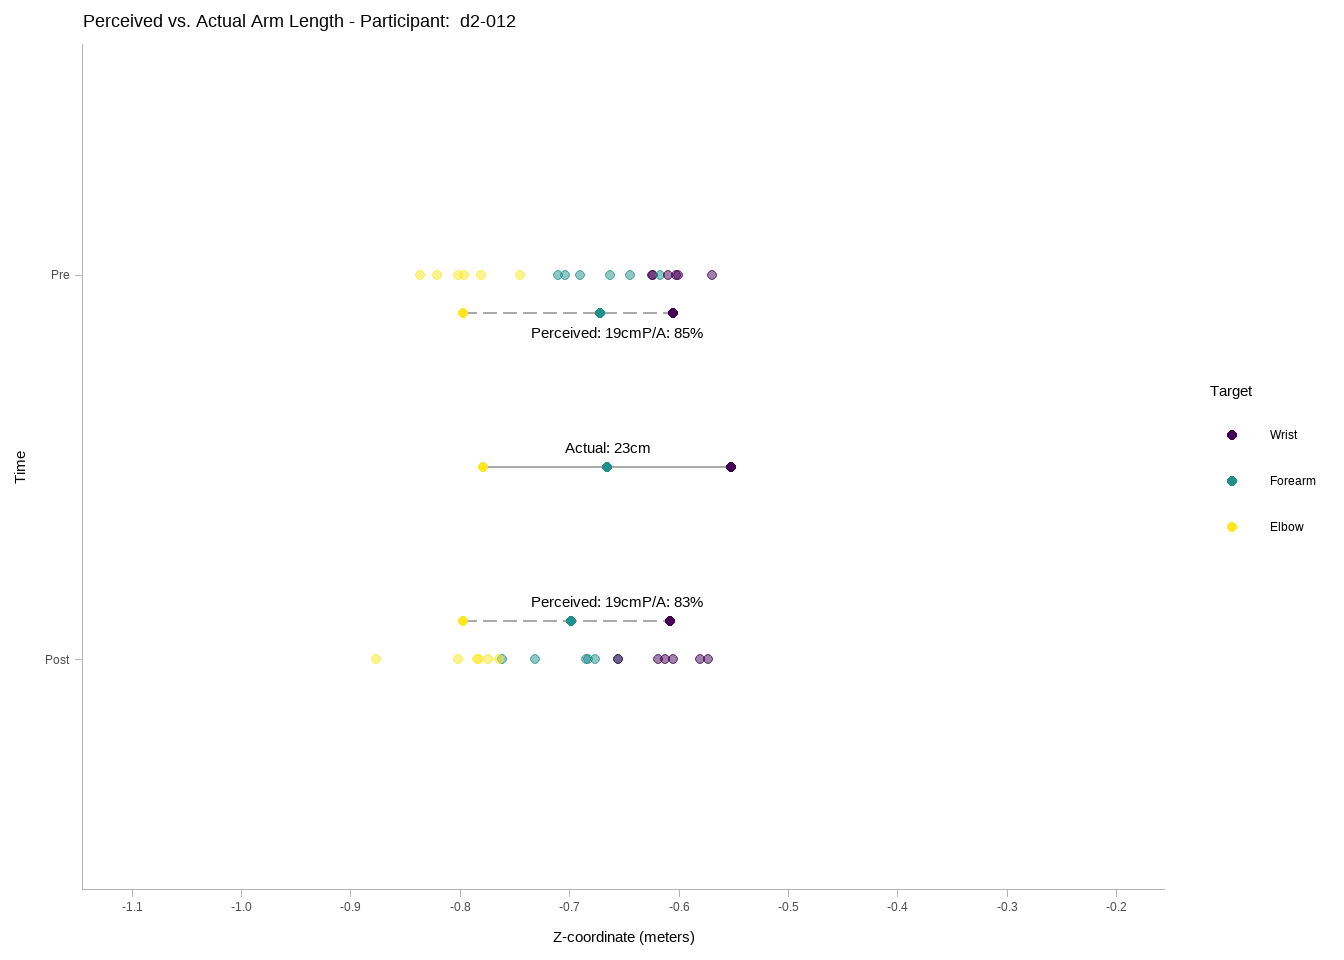 Perceived vs. Actual Arm Length - Participant:  d2-012
Pre
Perceived: 19cmP/A: 85%
Target
Actual: 23cm
Wrist
Time
Forearm
Elbow
Perceived: 19cmP/A: 83%
Post
-1.1 -1.0 -0.9 -0.8 -0.7 -0.6 -0.5 -0.4 -0.3 -0.2
Z-coordinate (meters)